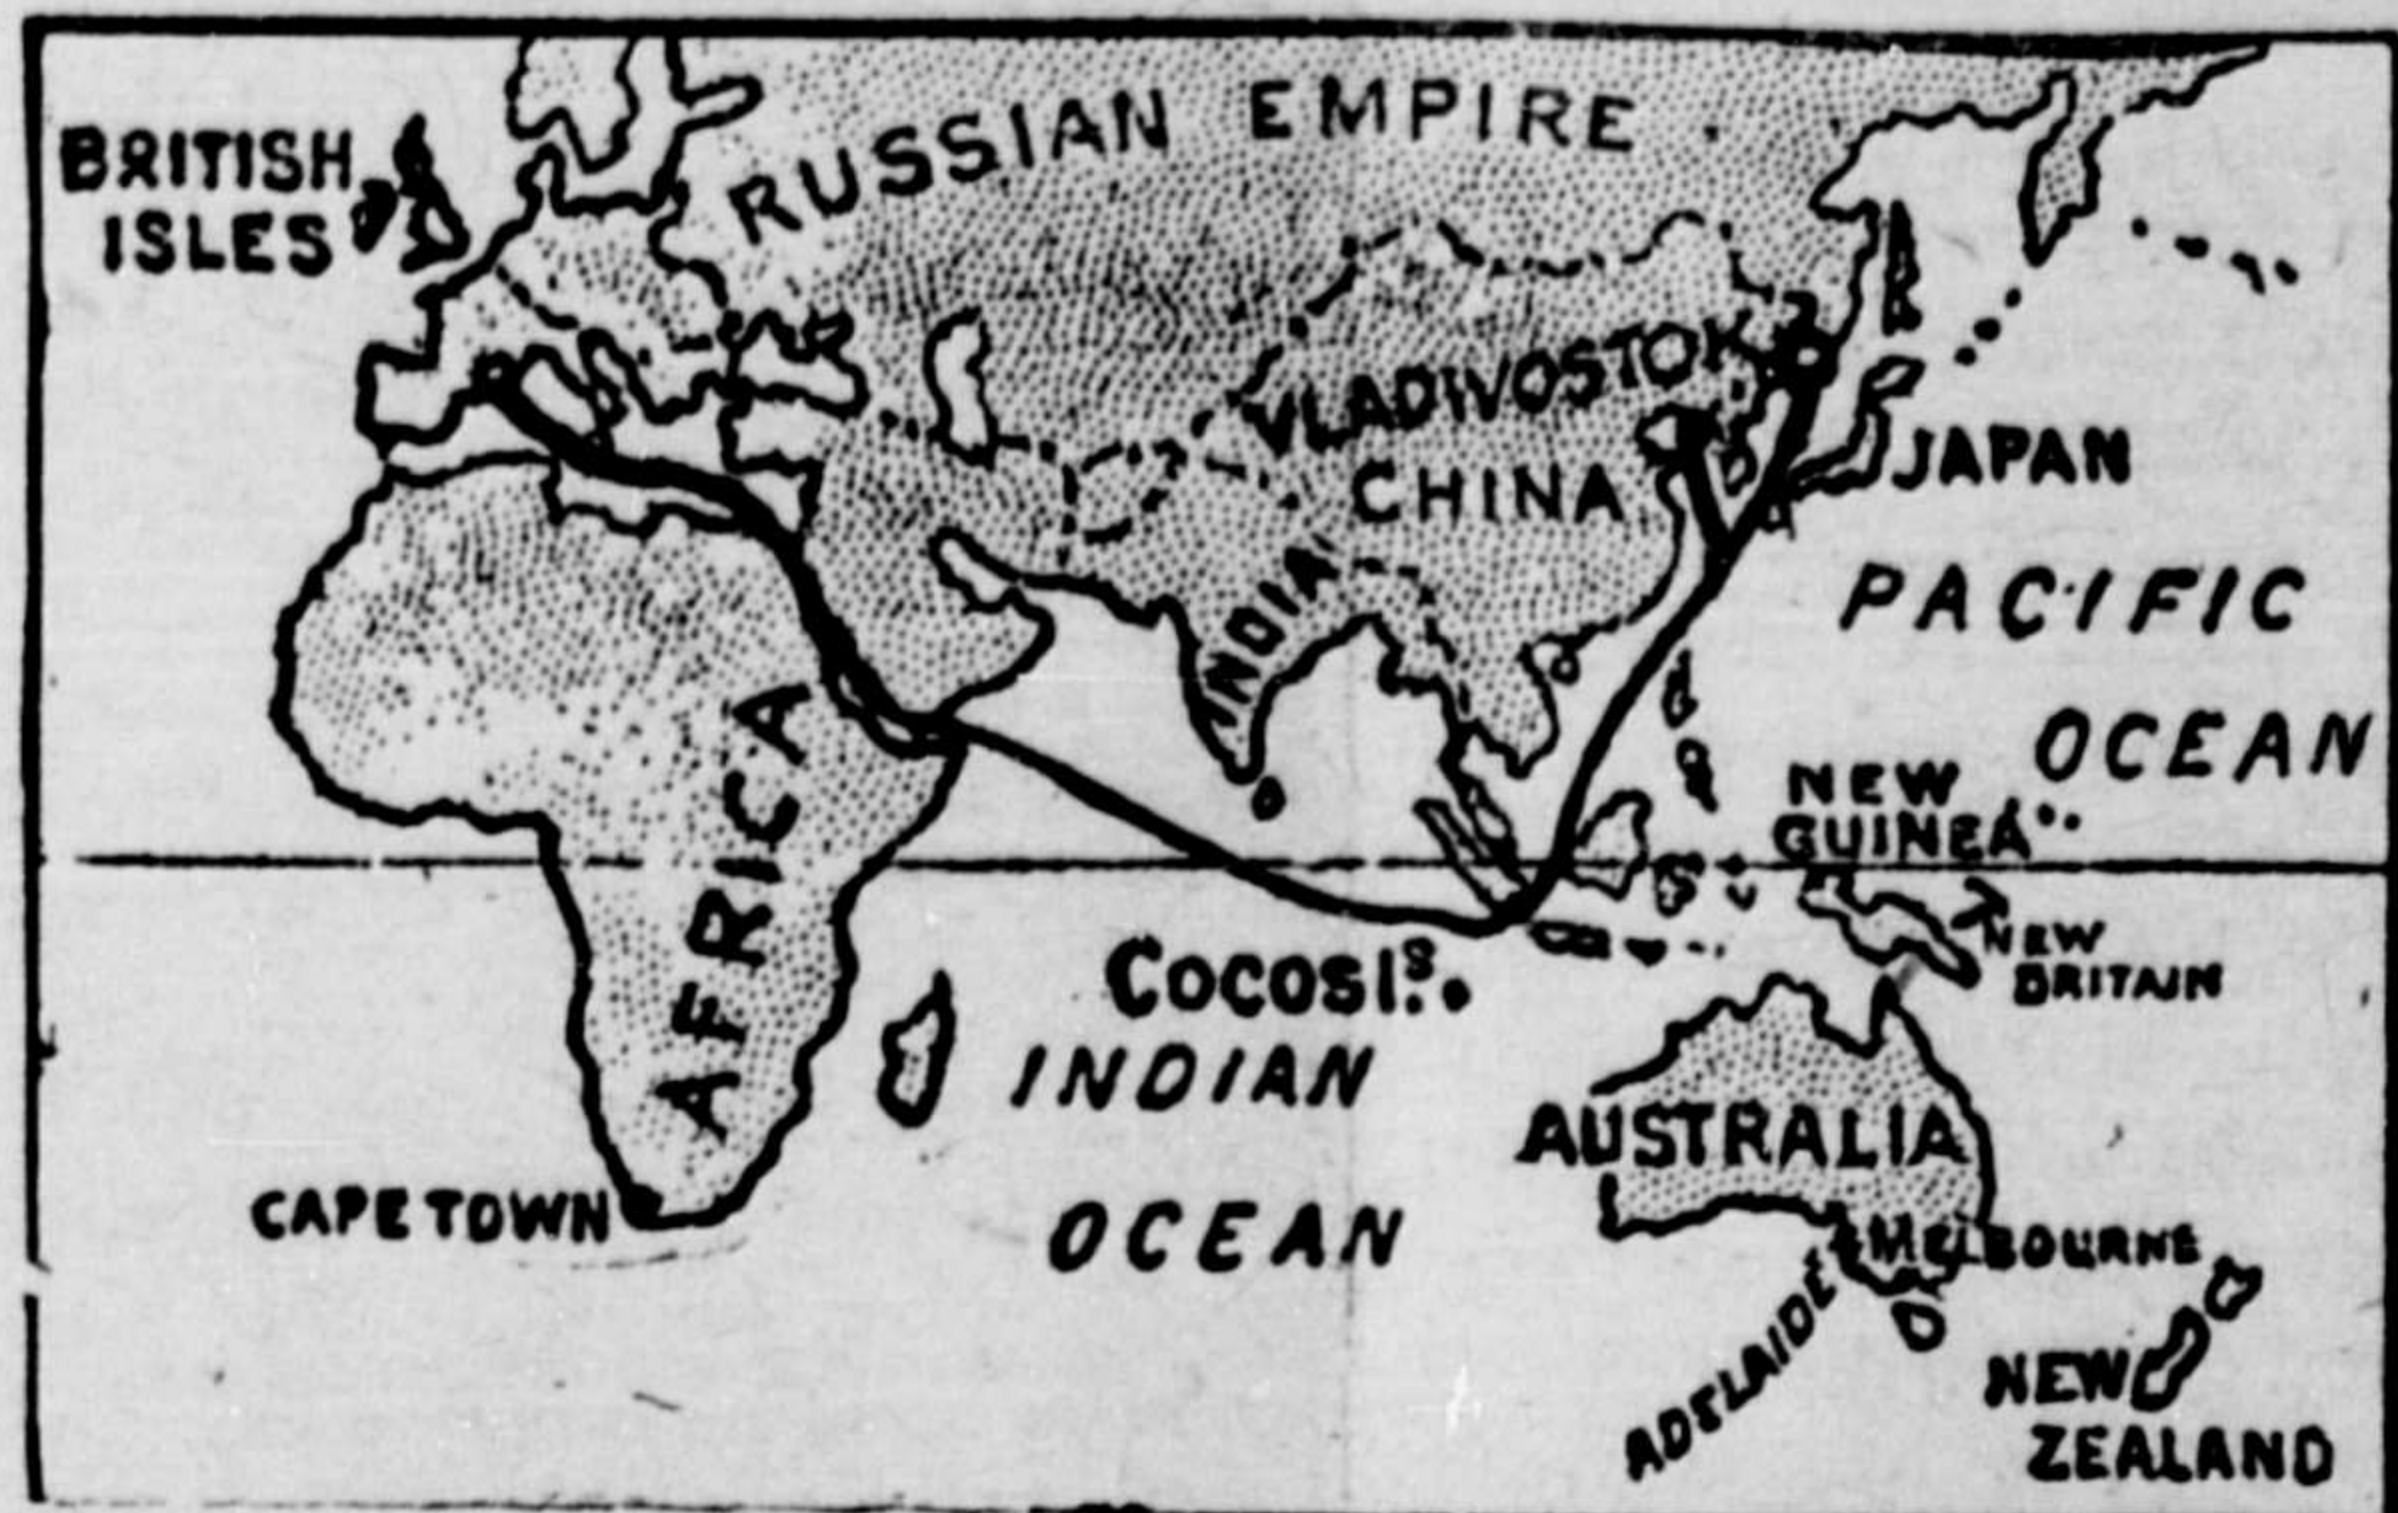 BRITISH
ISLES
RUSSIAN EMPIRE
VLADIVOSTOK
CHINA
JAPAN
INDIA
PACIFIC
OCEAN
AFRICA
NEW
GUINEA
NEW
BRITAIN
COCOS Is.
INDIAN
OCEAN
AUSTRALIA
CAPE TOWN
MELBOURNE
ADELAIDE
NEW
ZEALAND